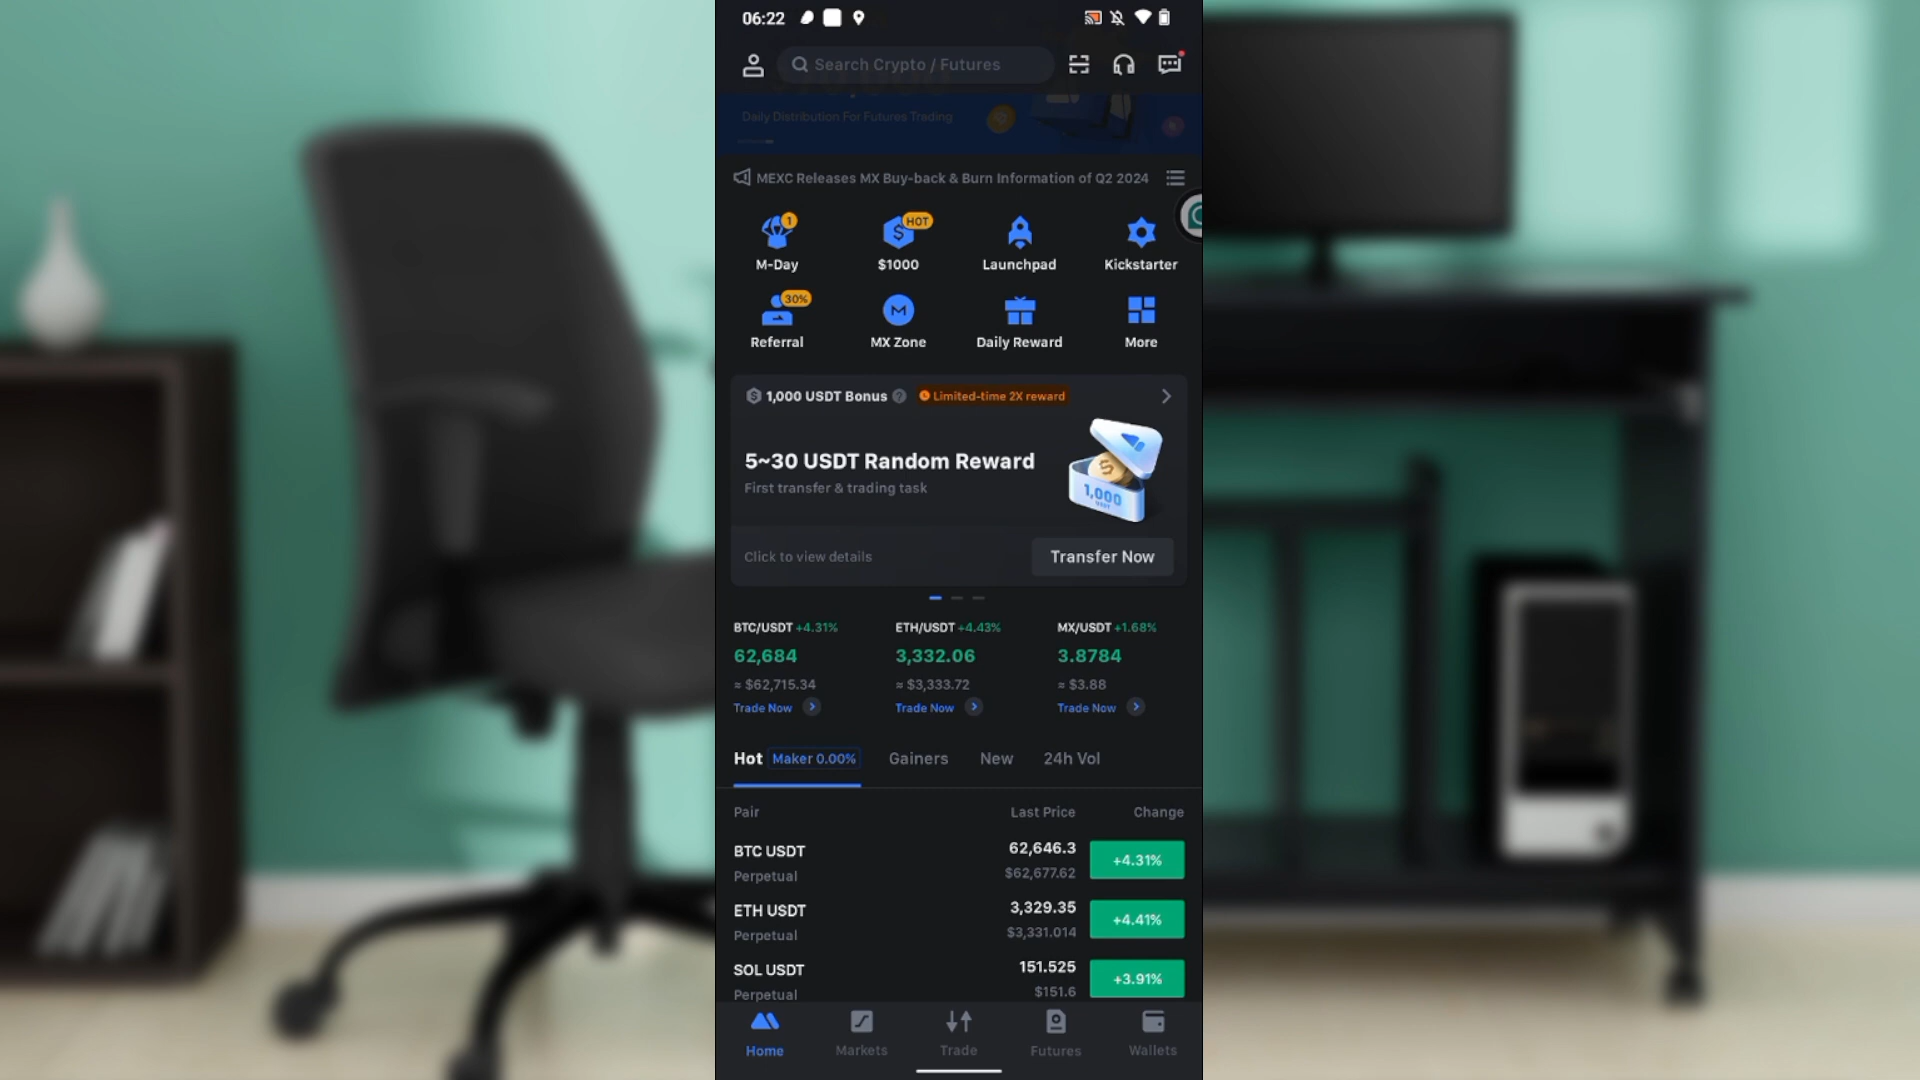 06:22
Search Crypto / Futures
Daily Distribution For Futures Trading
MEXC Releases MX Buy-back & Burn Information of Q2 2024
1
HOT
M-Day
$1000
Launchpad
Kickstarter
30%
Referral
MX Zone
Daily Reward
More
1,000 USDT Bonus ? Limited-time 2X reward
5~30 USDT Random Reward
First transfer & trading task
1,000
USDT
Click to view details
Transfer Now
BTC/USDT +4.31%
ETH/USDT +4.43%
MX/USDT +1.68%
62,684
3,332.06
3.8784
≈ $62,715.34
≈ $3,333.72
≈ $3.88
Trade Now
Trade Now
Trade Now
Hot Maker 0.00% Gainers New 24h Vol
Pair Last Price Change
BTC USDT 62,646.3 +4.31%
Perpetual $62,677.62
ETH USDT 3,329.35 +4.41%
Perpetual $3,331.014
SOL USDT 151.525 +3.91%
Perpetual $151.6
Home Markets Trade Futures Wallets